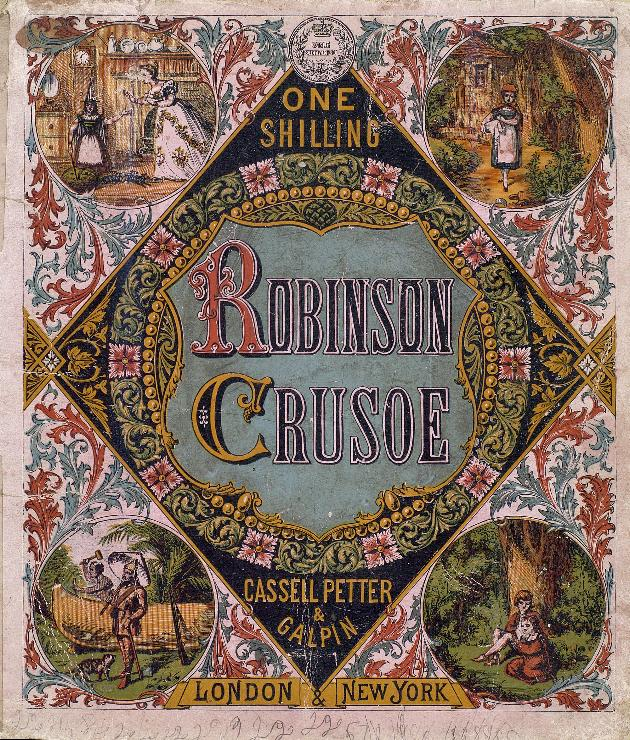 ONE
SHILLING
ROBINSON
CRUSOE
CASSELL PETTER
&
GALPIN
LONDON & NEW YORK